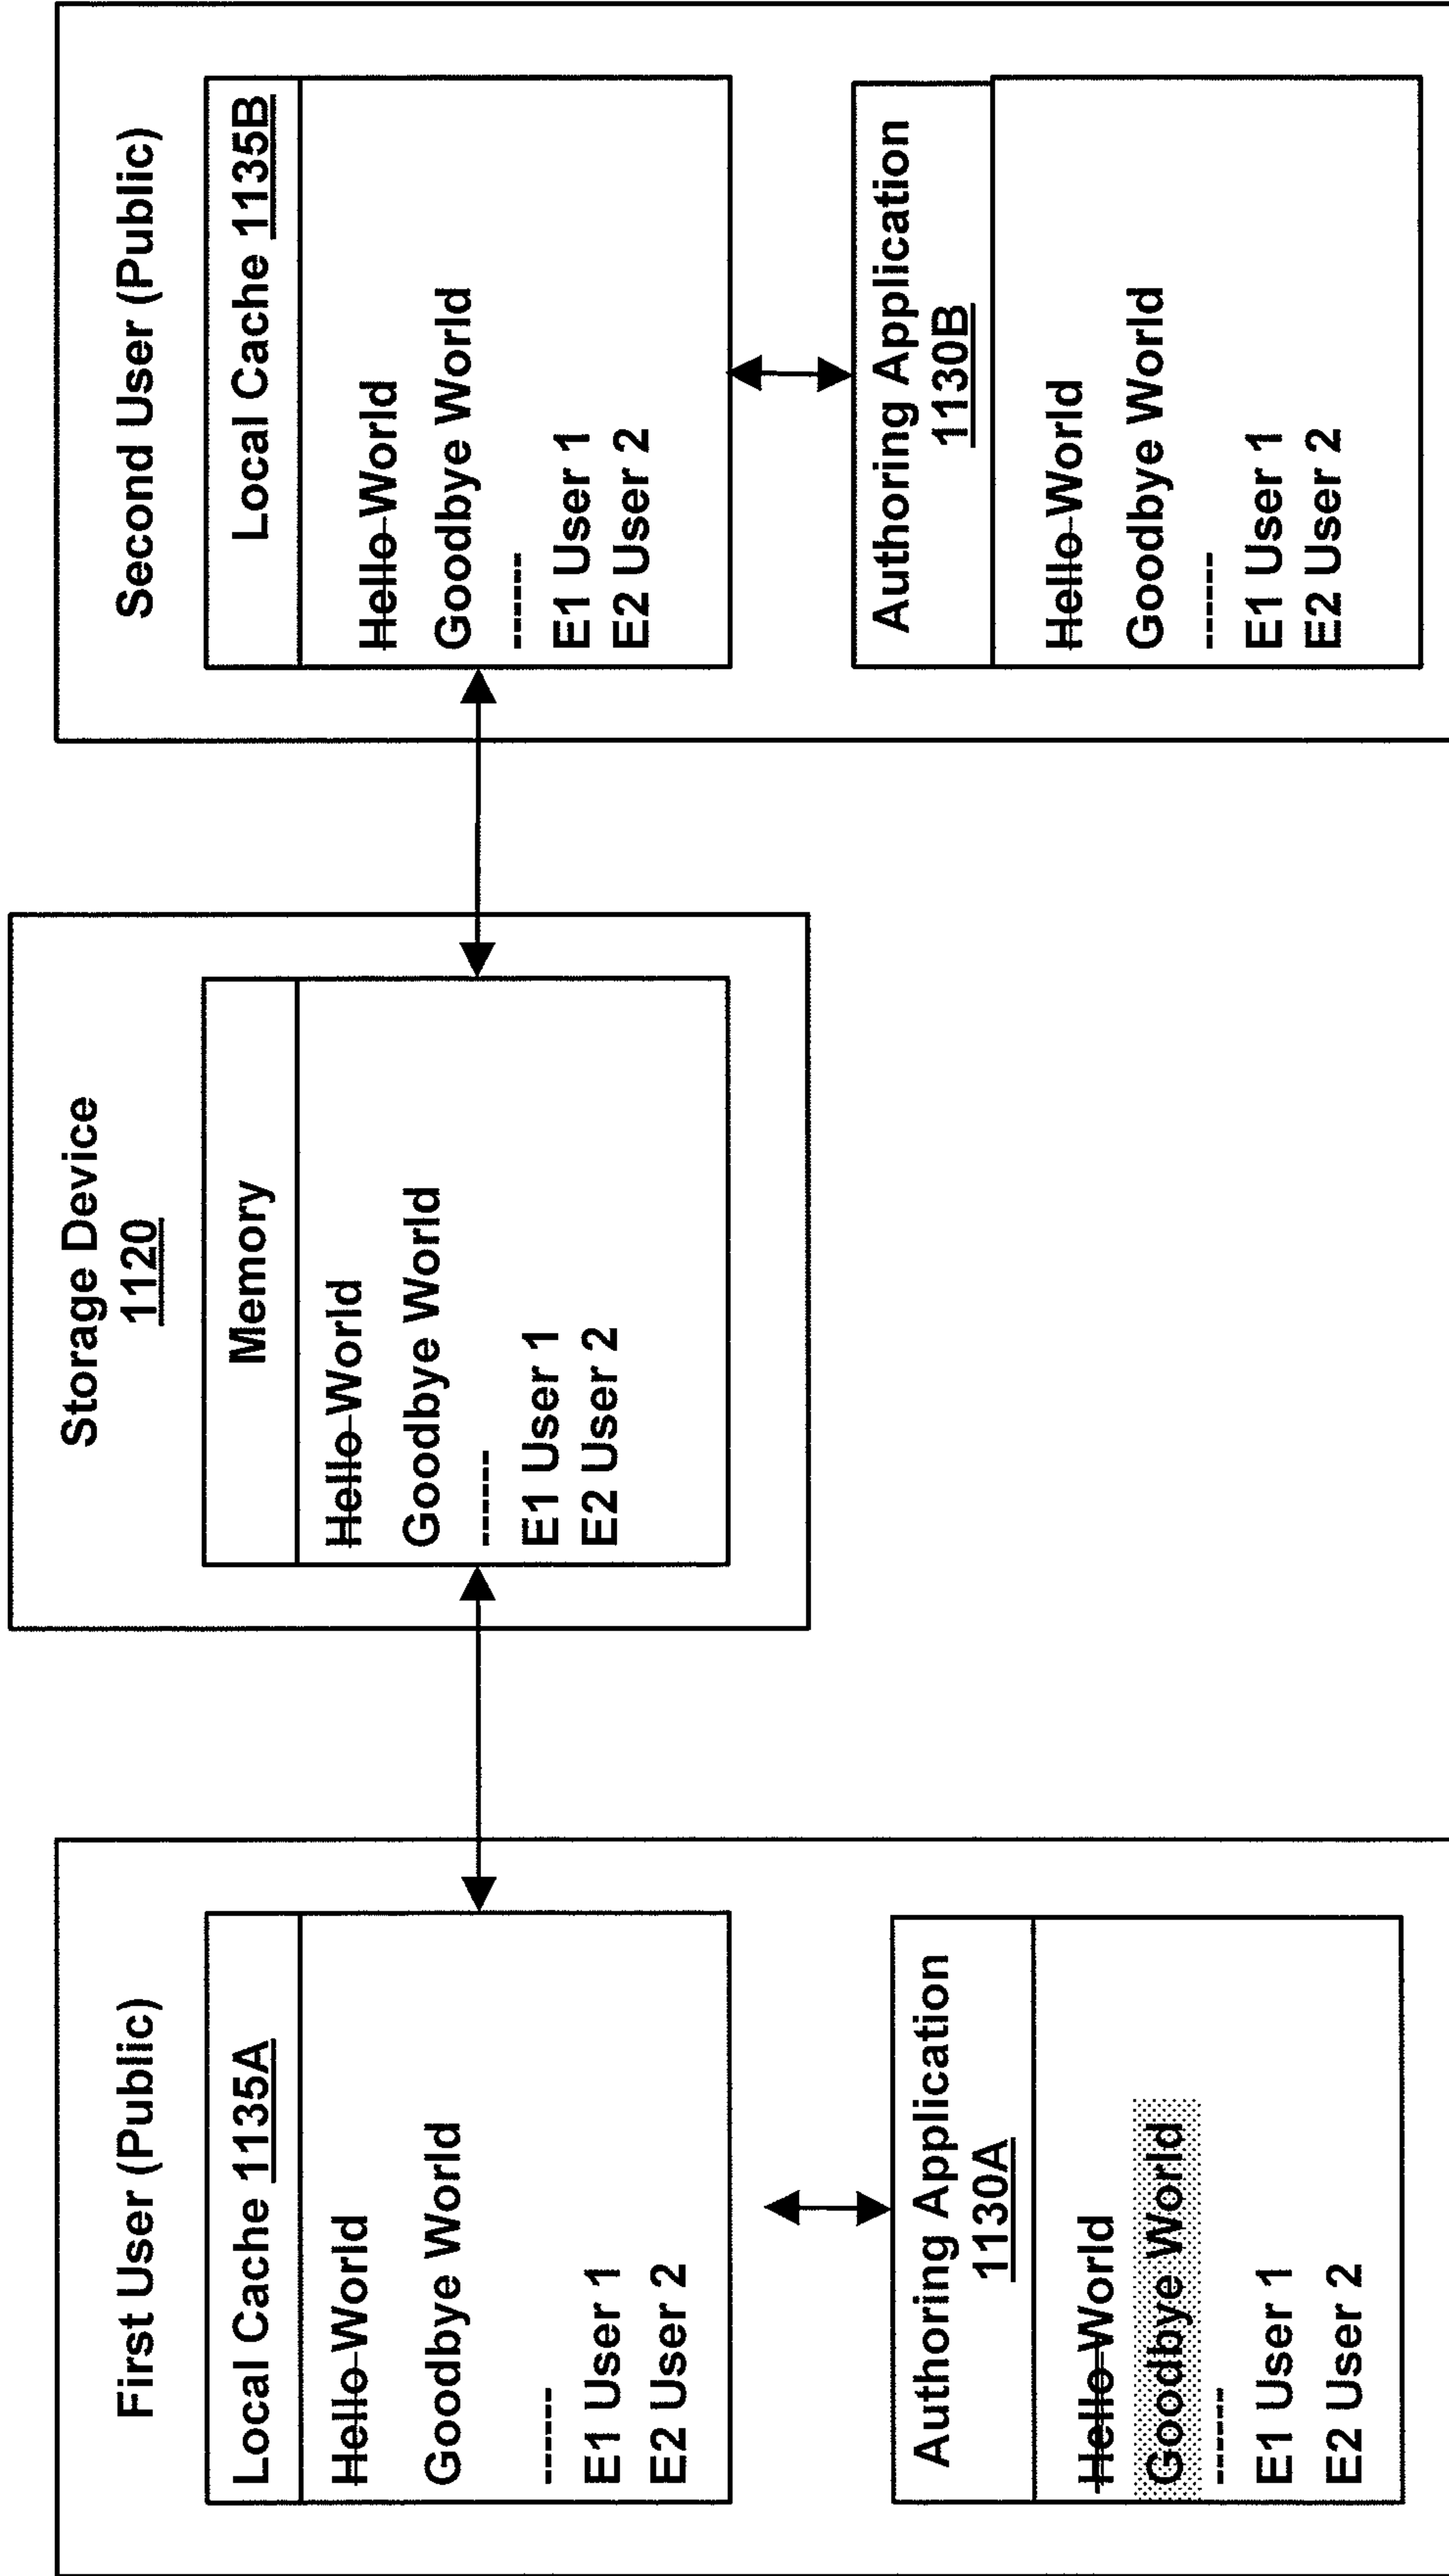 First User (Public)
Local Cache 1135A
Hello World
Goodbye World
------
E1 User 1
E2 User 2
Authoring Application
1130A
Hello World
Goodbye World
-----
E1 User 1
E2 User 2
Storage Device
1120
Memory
Hello World
Goodbye World
------
E1 User 1
E2 User 2
Second User (Public)
Local Cache 1135B
Hello World
Goodbye World
------
E1 User 1
E2 User 2
Authoring Application
1130B
Hello World
Goodbye World
-----
E1 User 1
E2 User 2